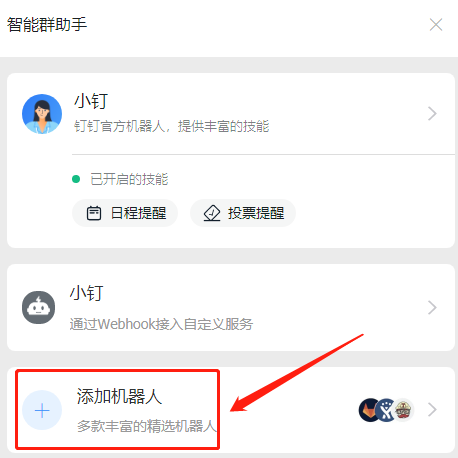 智能群助手
小钉
钉钉官方机器人，提供丰富的技能
已开启的技能
日程提醒 投票提醒
小钉
通过Webhook接入自定义服务
添加机器人
多款丰富的精选机器人